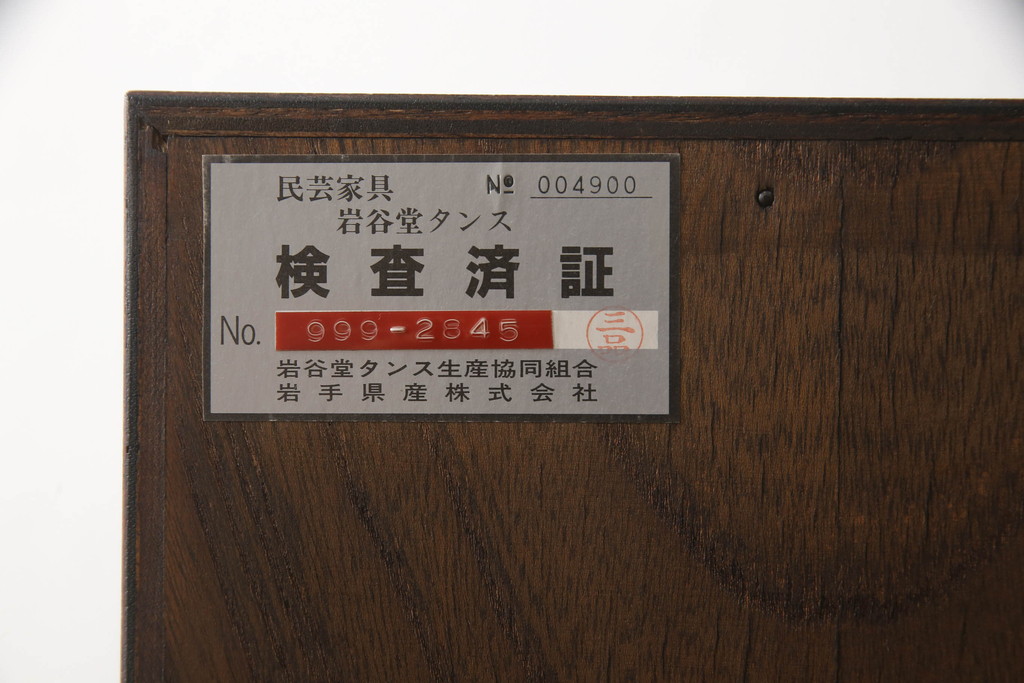 民芸家具 № 004900
岩谷堂タンス
検査済証
No. 999-2845
岩谷堂タンス生産協同組合
岩手県産株式会社